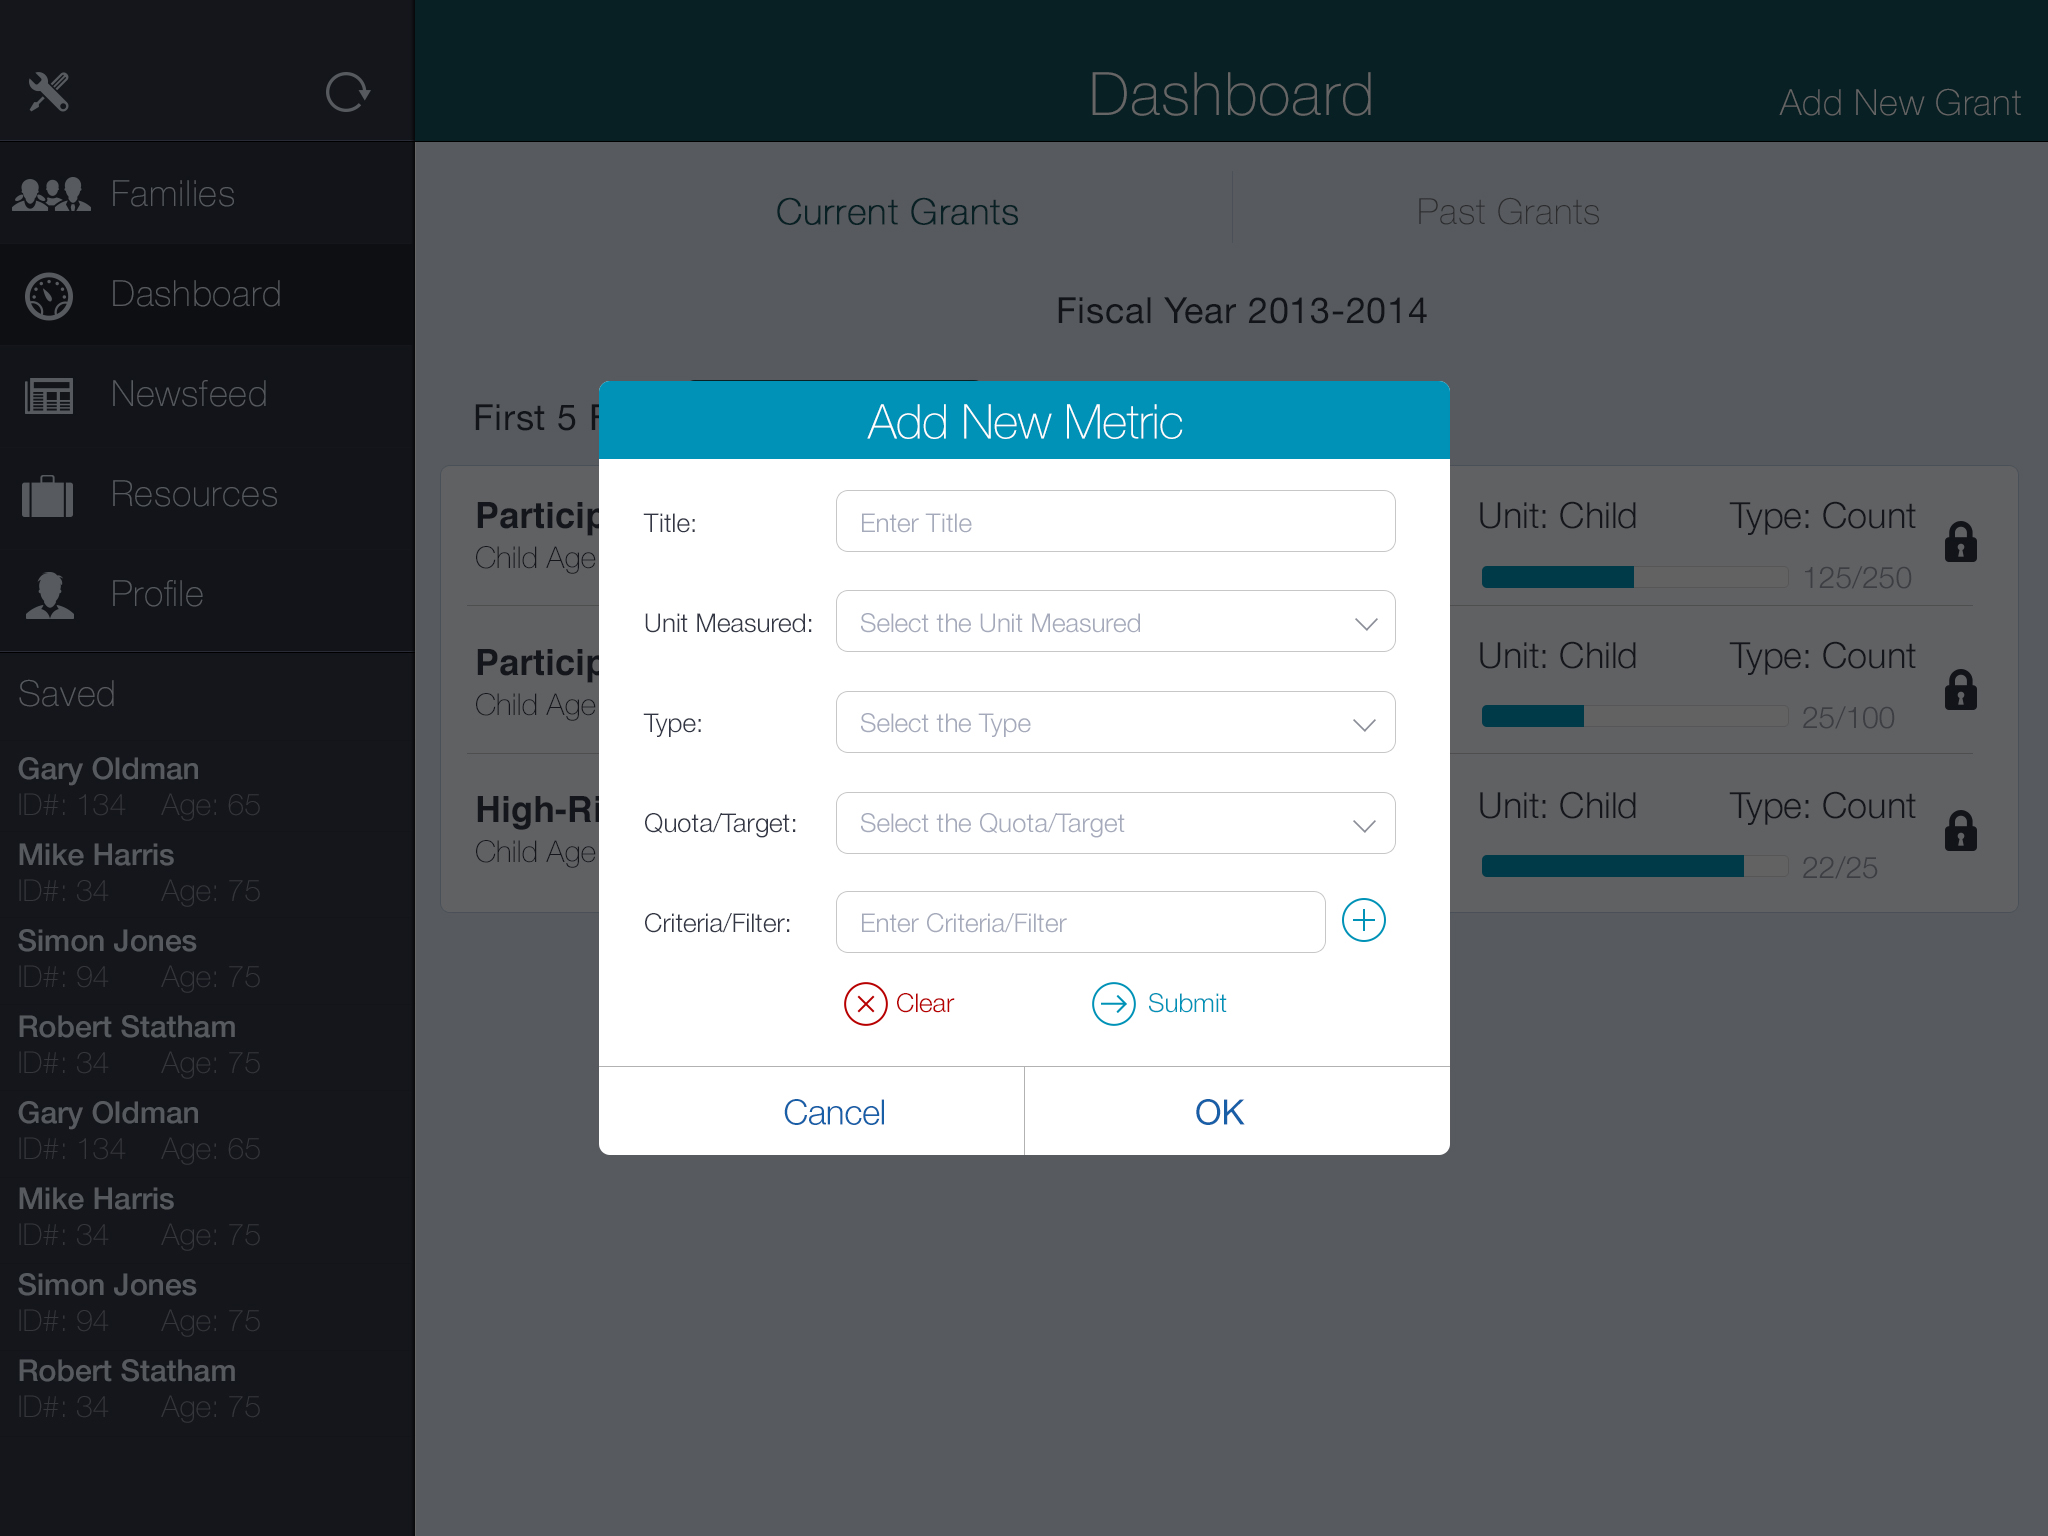 Dashboard
Add New Grant
Families
Dashboard
Newsfeed
Resources
Profile
Saved
Gary Oldman
ID#: 134 Age: 65
Mike Harris
ID#: 34 Age: 75
Simon Jones
ID#: 94 Age: 75
Robert Statham
ID#: 34 Age: 75
Gary Oldman
ID#: 134 Age: 65
Mike Harris
ID#: 34 Age: 75
Simon Jones
ID#: 94 Age: 75
Robert Statham
ID#: 34 Age: 75
Current Grants
Past Grants
Fiscal Year 2013-2014
First 5
Child Age
Unit: Child Type: Count
125/250
Child Age
Unit: Child Type: Count
25/100
Child Age
Unit: Child Type: Count
22/25
Add New Metric
Title: Enter Title
Unit Measured: Select the Unit Measured
Type: Select the Type
Quota/Target: Select the Quota/Target
Criteria/Filter: Enter Criteria/Filter
Clear Submit
Cancel OK